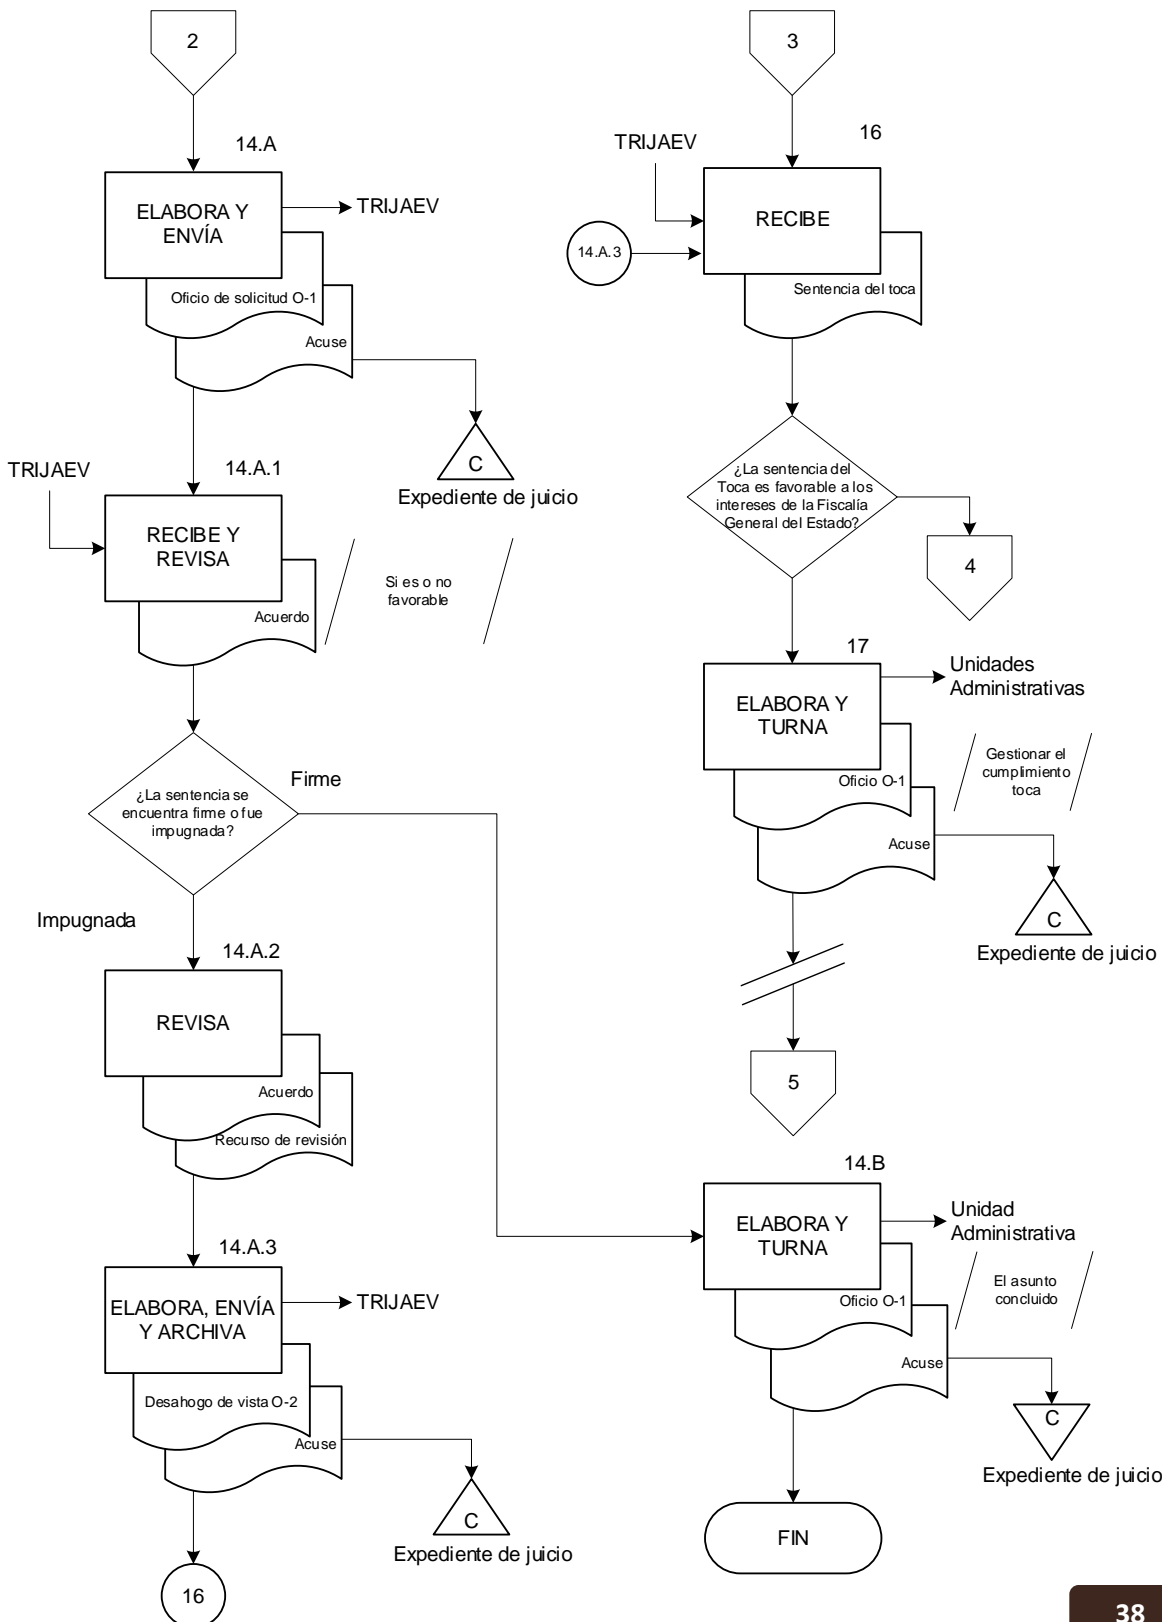 2
14.A
ELABORA Y
ENVÍA
TRIJAEV
Oficio de solicitud O-1
Acuse
C
Expediente de juicio
TRIJAEV
14.A.1
RECIBE Y
REVISA
Acuerdo
Si es o no
favorable
¿La sentencia se
encuentra firme o fue
impugnada?
Firme
Impugnada
14.A.2
REVISA
Acuerdo
Recurso de revisión
14.A.3
ELABORA, ENVÍA
Y ARCHIVA
TRIJAEV
Desahogo de vista O-2
Acuse
C
Expediente de juicio
16
3
TRIJAEV
16
RECIBE
14.A.3
Sentencia del toca
¿La sentencia del
Toca es favorable a los
intereses de la Fiscalía
General del Estado?
4
17
ELABORA Y
TURNA
Unidades
Administrativas
Oficio O-1
Gestionar el
cumplimiento
toca
Acuse
C
Expediente de juicio
5
14.B
ELABORA Y
TURNA
Unidad
Administrativa
Oficio O-1
El asunto
concluido
Acuse
C
Expediente de juicio
FIN
38